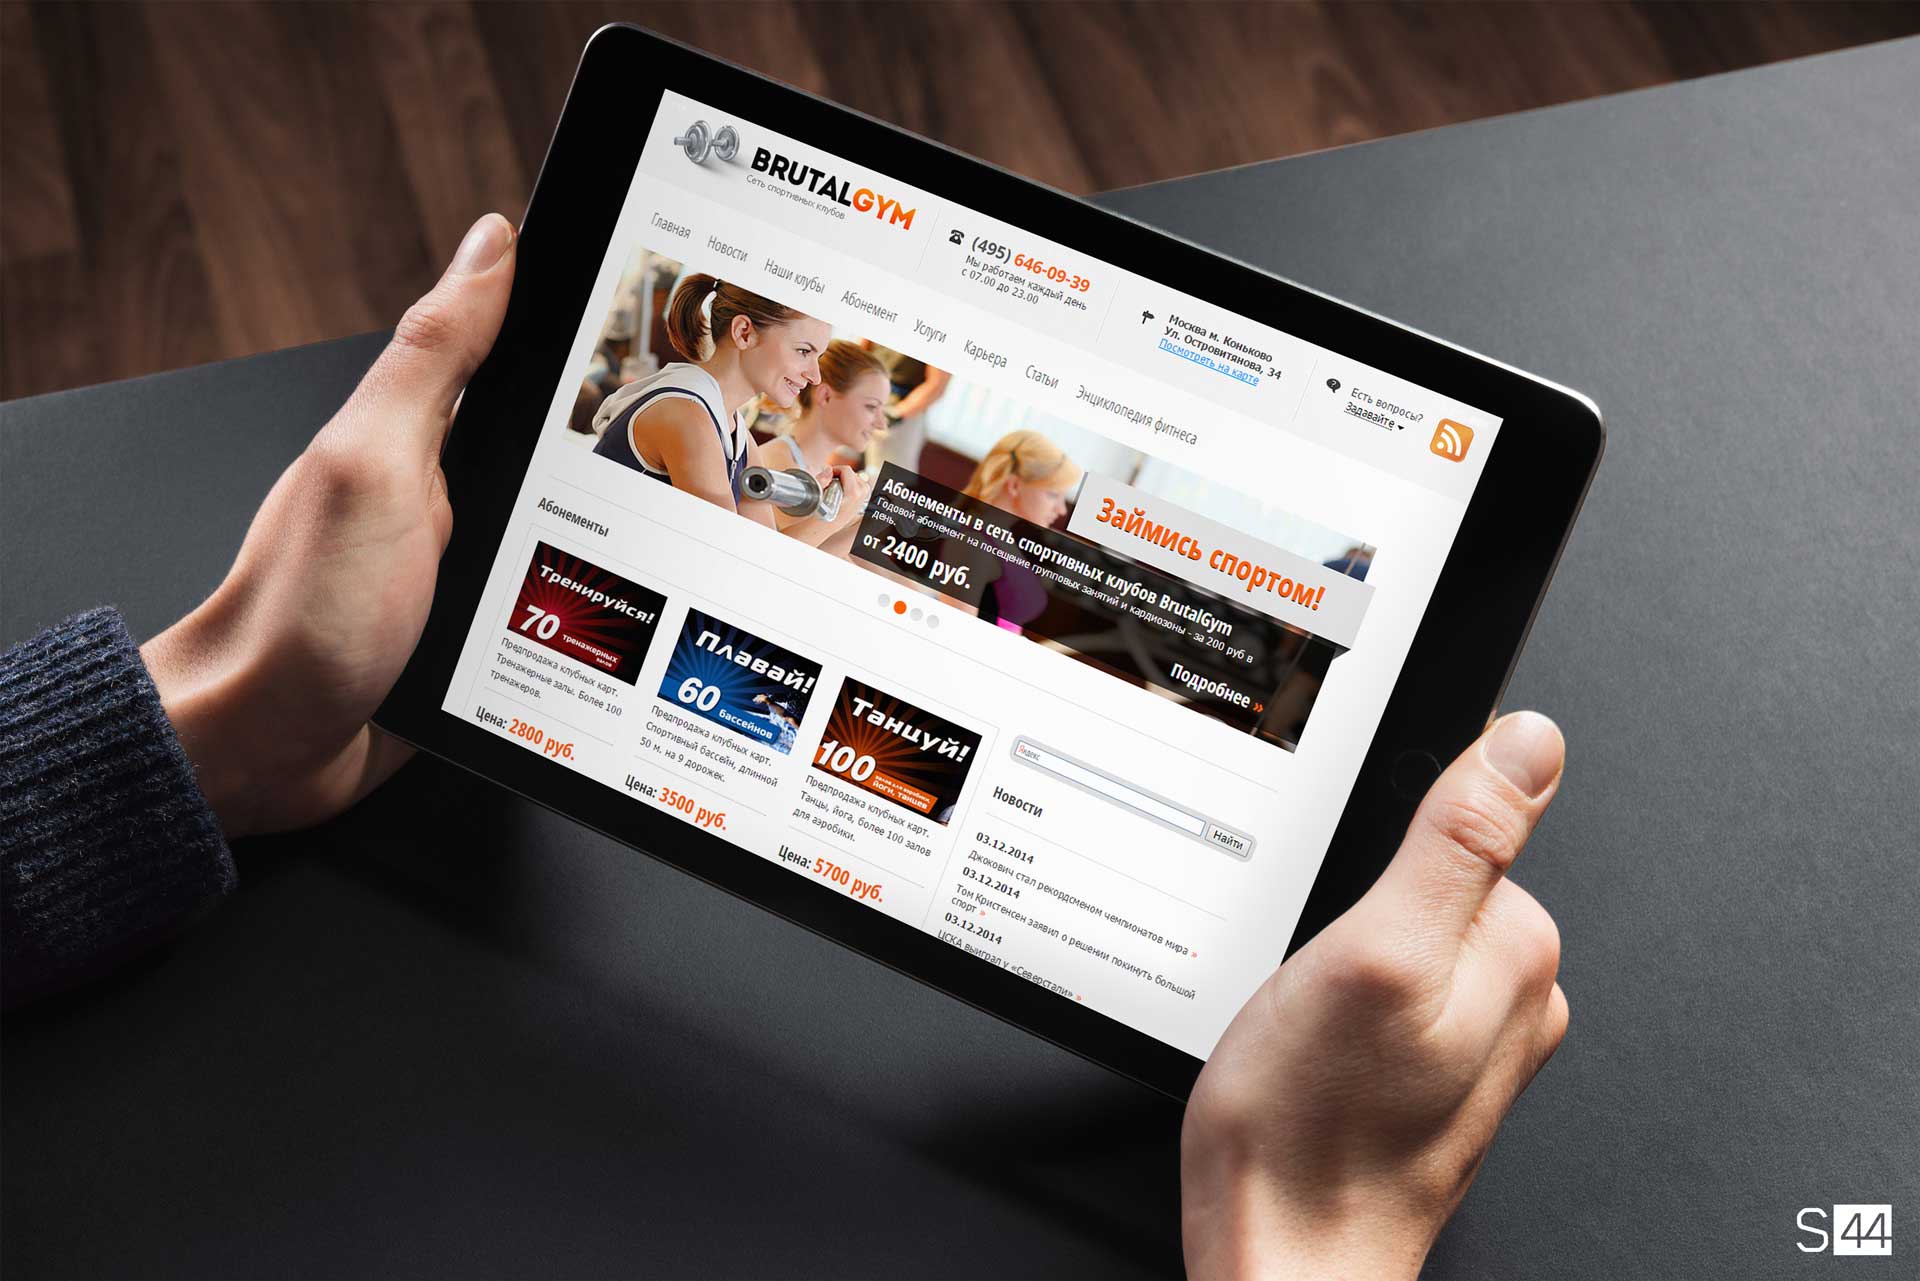 BRUTALGYM
Сеть спортивных клубов
(495) 646-09-39
Мы работаем каждый день
с 07.00 до 23.00
Москва м. Коньково
Ул. Островитянова, 34
Посмотреть на карте
Есть вопросы?
Задавайте
Главная Новости Наши клубы Абонемент Услуги Карьера Статьи Энциклопедия фитнеса
Займись спортом!
Абонементы в сеть спортивных клубов BrutalGym
Годовой абонемент на посещение групповых занятий и кардиозоны - за 200 руб в
день.
от 2400 руб.
Подробнее »
Абонементы
Тренируйся!
70 тренажерных
залов
Предпродажа клубных карт.
Тренажерные залы. Более 100
тренажеров.
Цена: 2800 руб.
Плавай!
60 бассейнов
Предпродажа клубных карт.
Спортивный бассейн, длинной
50 м. на 9 дорожек.
Цена: 3500 руб.
Танцуй!
100 залов для аэробики,
йоги, танцев
Предпродажа клубных карт.
Танцы, йога, более 100 залов
для аэробики.
Цена: 5700 руб.
Яндекс
Найти
Новости
03.12.2014
Джокович стал рекордсменом чемпионатов мира »
03.12.2014
Том Кристенсен заявил о решении покинуть большой
спорт »
03.12.2014
ЦСКА выиграл у «Северстали» »
S44